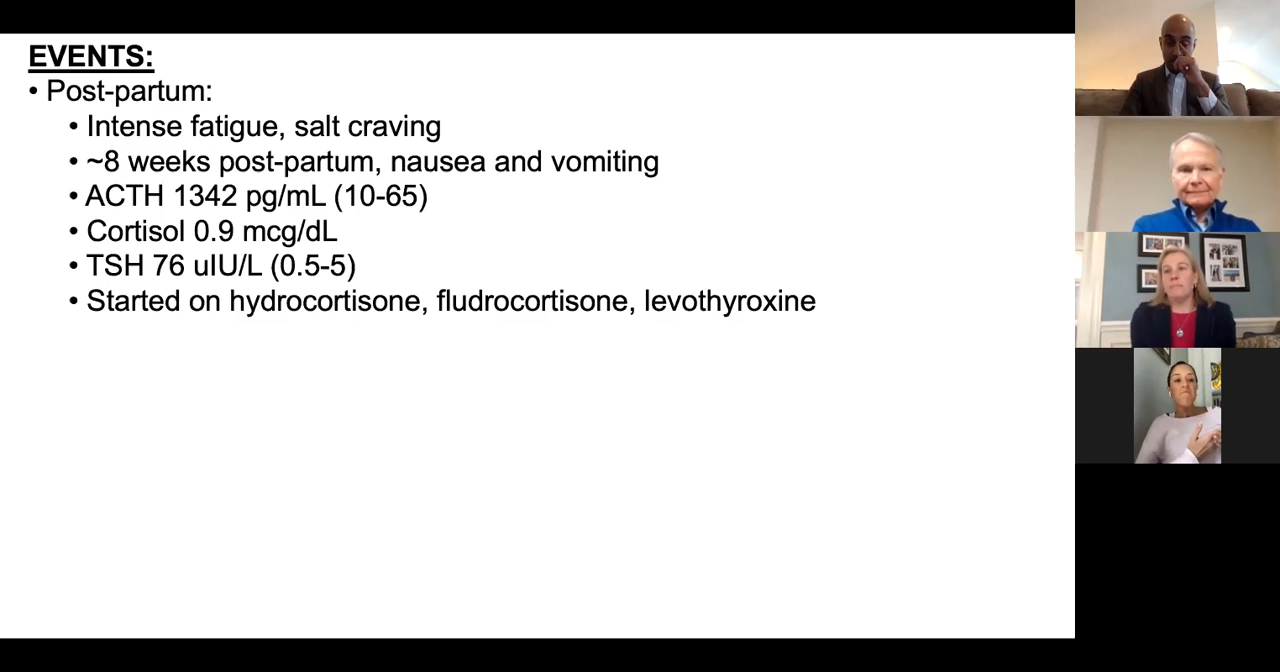 EVENTS:
• Post-partum:
• Intense fatigue, salt craving
• ~8 weeks post-partum, nausea and vomiting
• ACTH 1342 pg/mL (10-65)
• Cortisol 0.9 mcg/dL
• TSH 76 uIU/L (0.5-5)
• Started on hydrocortisone, fludrocortisone, levothyroxine